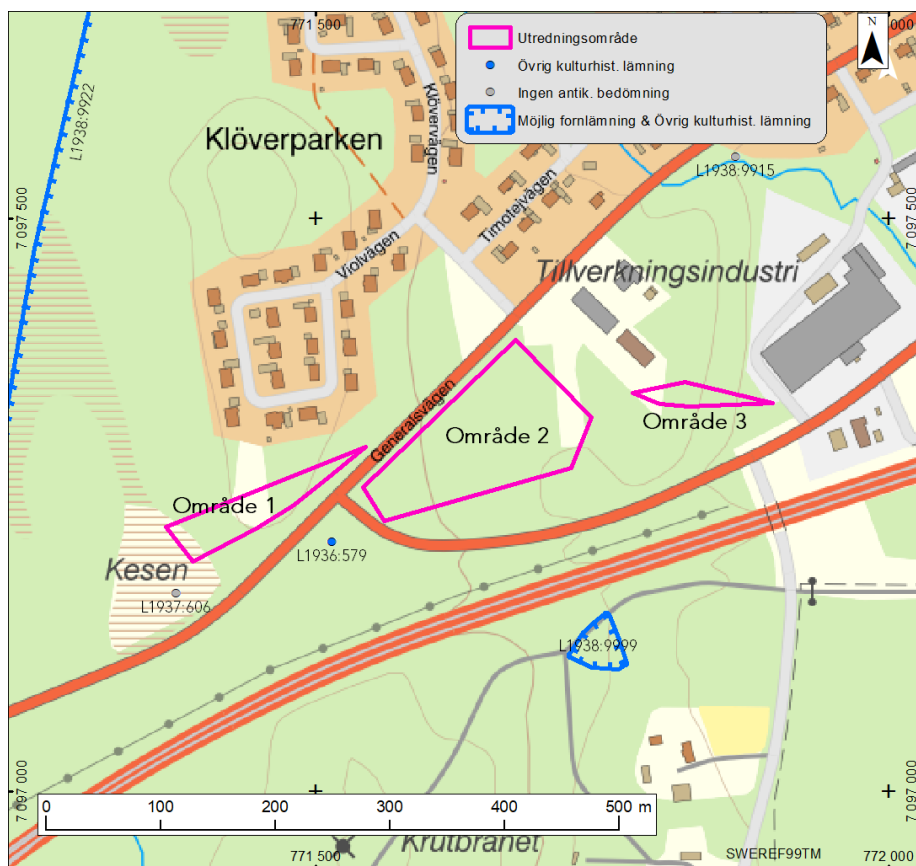 771 500
000
N
Utredningsområde
Övrig kulturhist. lämning
Ingen antik. bedömning
Möjlig fornlämning & Övrig kulturhist. lämning
L1938:9922
Klöverparken
Klövervägen
L1938:9915
7 097 500
7 097 500
Timotejvägen
Violvägen
Tillverkningsindustri
Generalsvägen
Område 3
Område 2
Område 1
L1936:579
Kesen
L1937:606
L1938:9999
7 097 000
7 097 000
0 100 200 300 400 500 m
Krutbrånet
771 500
SWEREF99TM
772 000